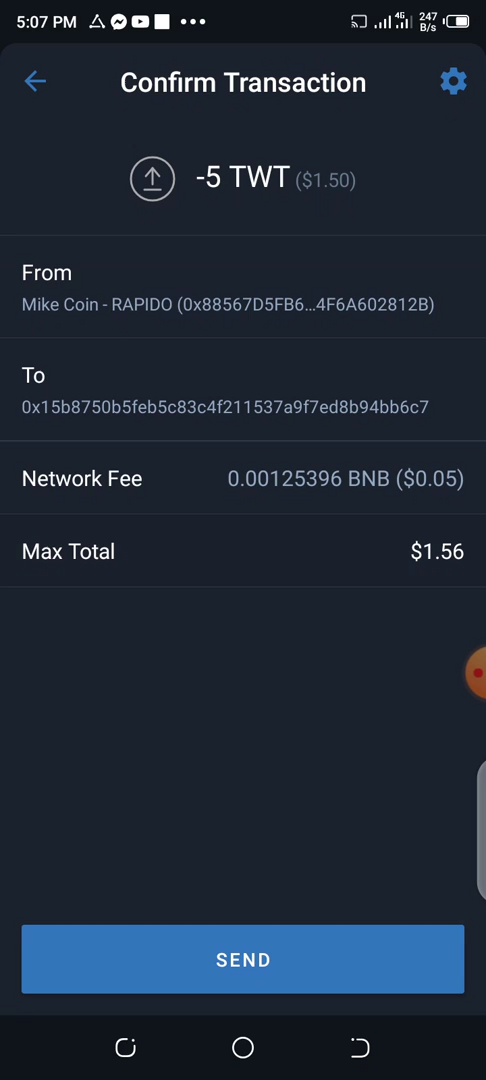 5:07 PM
4G
247
B/s
Confirm Transaction
-5 TWT ($1.50)
From
Mike Coin - RAPIDO (0x88567D5FB6...4F6A602812B)
To
0x15b8750b5feb5c83c4f211537a9f7ed8b94bb6c7
Network Fee 0.00125396 BNB ($0.05)
Max Total $1.56
SEND